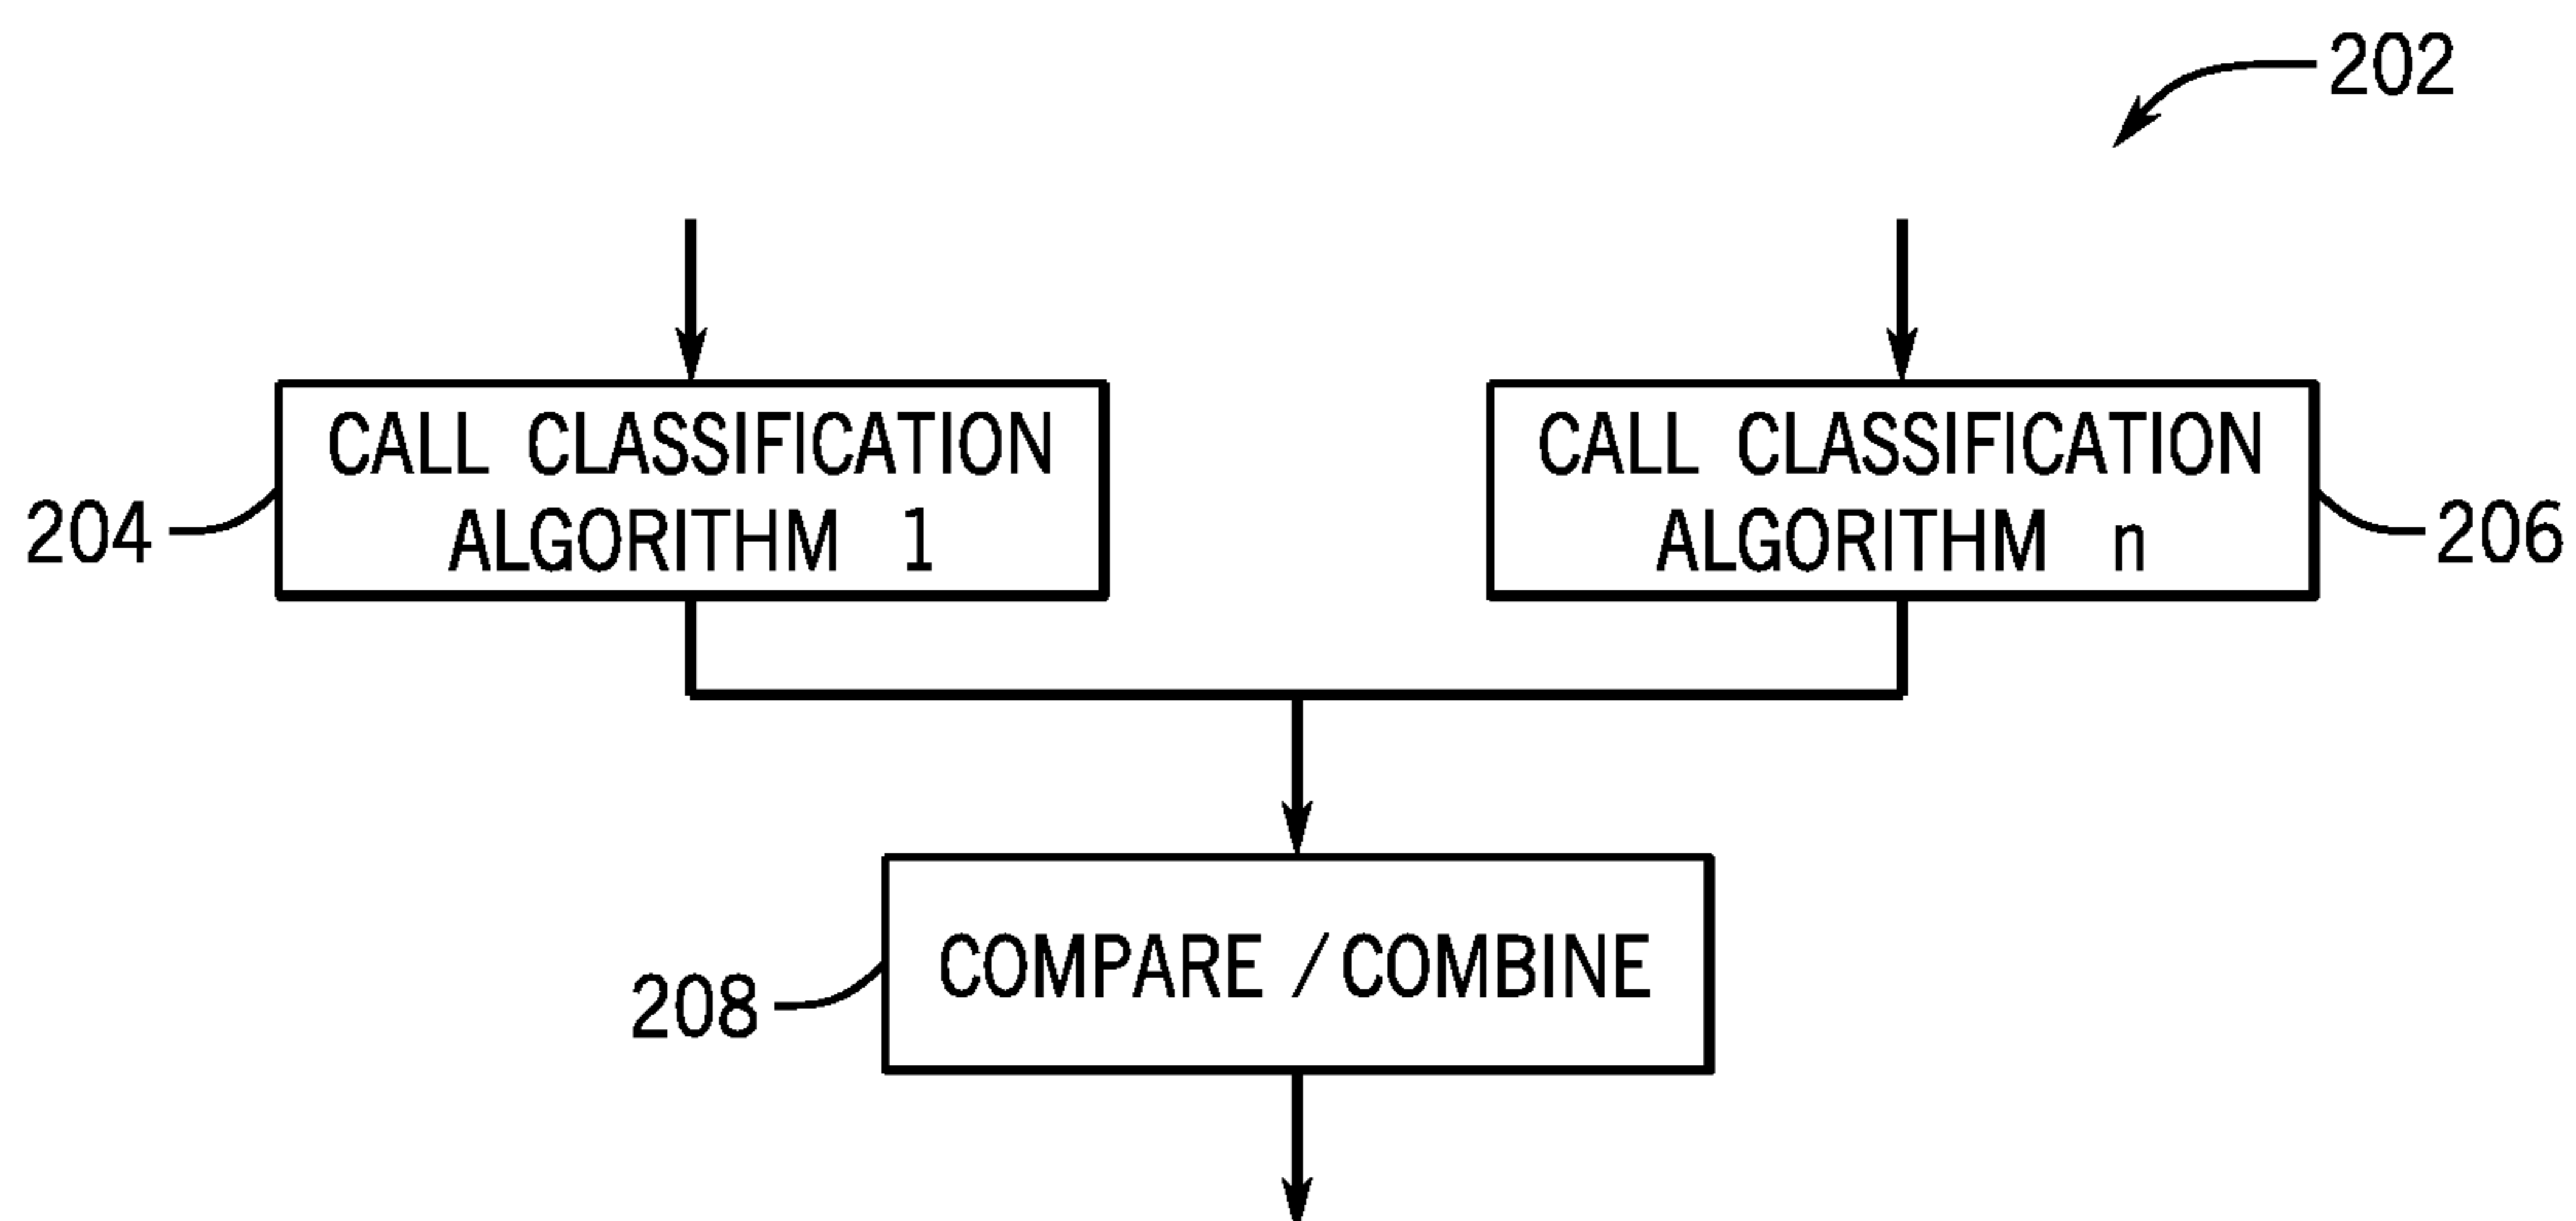 202
CALL CLASSIFICATION
ALGORITHM 1
204
CALL CLASSIFICATION
ALGORITHM n
206
COMPARE / COMBINE
208